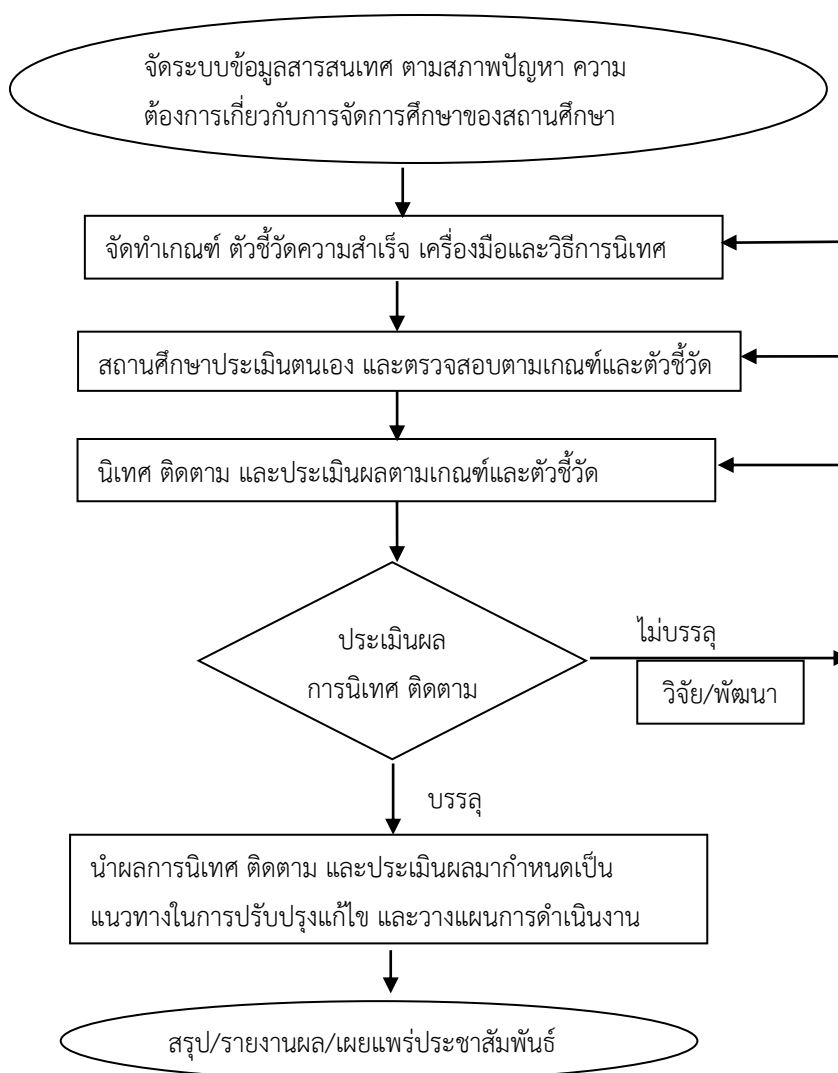 จัดระบบข้อมูลสารสนเทศ ตามสภาพปัญหา ความ
ต้องการเกี่ยวกับการจัดการศึกษาของสถานศึกษา
จัดทำเกณฑ์ ตัวชี้วัดความสำเร็จ เครื่องมือและวิธีการนิเทศ
สถานศึกษาประเมินตนเอง และตรวจสอบตามเกณฑ์และตัวชี้วัด
นิเทศ ติดตาม และประเมินผลตามเกณฑ์และตัวชี้วัด
ประเมินผล
การนิเทศ ติดตาม
ไม่บรรลุ
วิจัย/พัฒนา
บรรลุ
นำผลการนิเทศ ติดตาม และประเมินผลมากำหนดเป็น
แนวทางในการปรับปรุงแก้ไข และวางแผนการดำเนินงาน
สรุป/รายงานผล/เผยแพร่ประชาสัมพันธ์